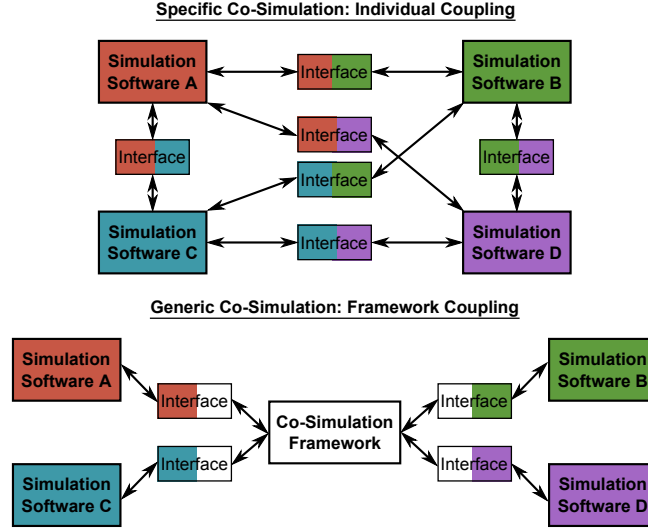 Specific Co-Simulation: Individual Coupling
Simulation
Software A
Interface
Simulation
Software B
Interface
Interface
Interface
Interface
Simulation
Software C
Interface
Simulation
Software D
Generic Co-Simulation: Framework Coupling
Simulation
Software A
Simulation
Software B
Interface
Interface
Co-Simulation
Framework
Interface
Interface
Simulation
Software C
Simulation
Software D